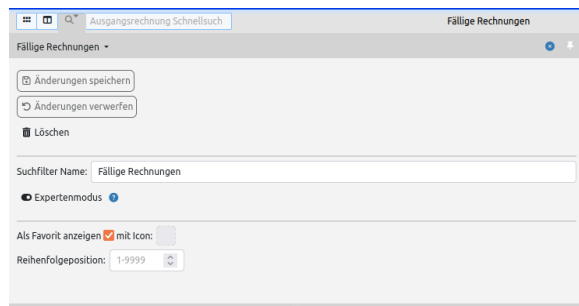 Ausgangsrechnung Schnellsuch
Fällige Rechnungen
Fällige Rechnungen
Änderungen speichern
Änderungen verwerfen
Löschen
Suchfilter Name: Fällige Rechnungen
Expertenmodus ?
Als Favorit anzeigen mit Icon:
Reihenfolgeposition: 1-9999